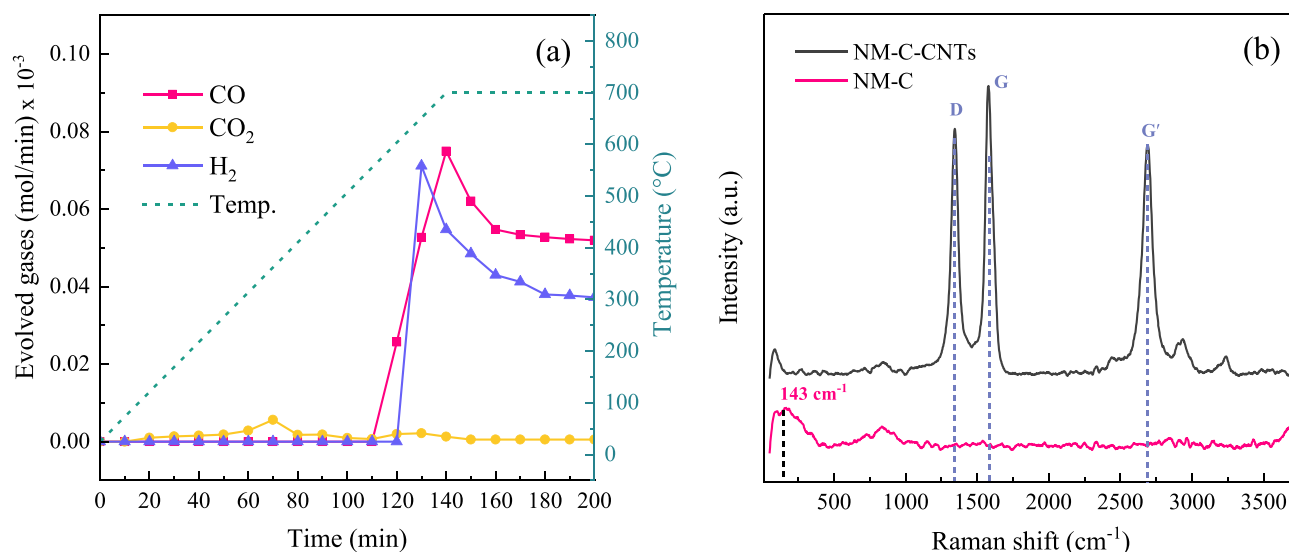 (a)
CO
CO₂
H₂
Temp.
Evolved gases (mol/min) x 10⁻³
0.10
0.08
0.06
0.04
0.02
0.00
0 20 40 60 80 100 120 140 160 180 200
Time (min)
800
700
600
500
400
300
200
100
0
Temperature (°C)
(b)
NM-C-CNTs
NM-C
D
G
G′
143 cm⁻¹
Intensity (a.u.)
500 1000 1500 2000 2500 3000 3500
Raman shift (cm⁻¹)